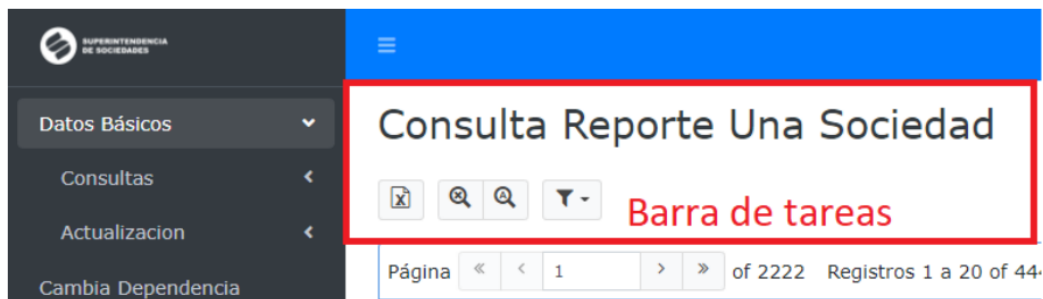 SUPERINTENDENCIA
DE SOCIEDADES
Datos Básicos
Consultas
Actualizacion
Cambia Dependencia
Consulta Reporte Una Sociedad
Barra de tareas
Página « < 1 > » of 2222 Registros 1 a 20 of 44